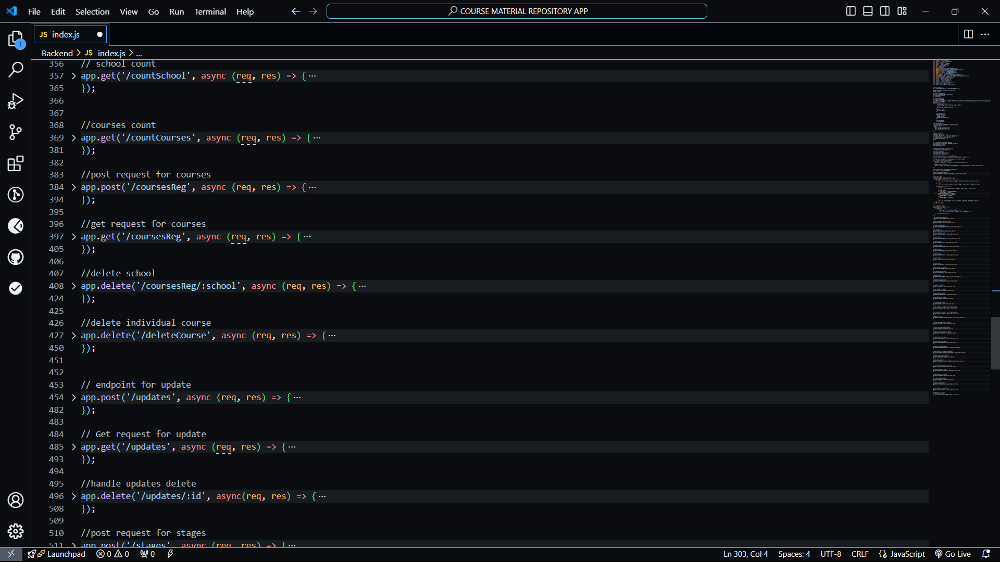 File Edit Selection View Go Run Terminal Help
COURSE MATERIAL REPOSITORY APP
JS index.js
1
Backend > JS index.js > ...
356 // school count
357 app.get('/countSchool', async (req, res) => { ···
365 });
366
367
368 //courses count
369 app.get('/countCourses', async (req, res) => { ···
381 });
382
383 //post request for courses
384 app.post('/coursesReg', async (req, res) => { ···
394 });
395
396 //get request for courses
397 app.get('/coursesReg', async (req, res) => { ···
405 });
406
407 //delete school
408 app.delete('/coursesReg/:school', async (req, res) => { ···
424 });
425
426 //delete individual course
427 app.delete('/deleteCourse', async (req, res) => { ···
450 });
451
452
453 // endpoint for update
454 app.post('/updates', async (req, res) => { ···
482 });
483
484 // Get request for update
485 app.get('/updates', async (req, res) => { ···
493 });
494
495 //handle updates delete
496 app.delete('/updates/:id', async(req, res) => { ···
508 });
509
510 //post request for stages
511 app.post('/stages', async (req, res) => { ···
Launchpad 0 0 0 Ln 303, Col 4 Spaces: 4 UTF-8 CRLF JavaScript Go Live